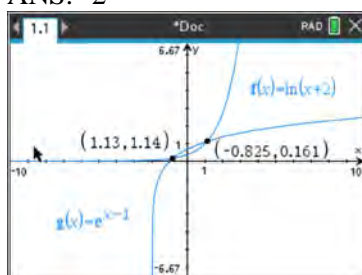 ANS: 2
1.1 *Doc RAD
6.67 y
f(x)=ln(x+2)
(1.13,1.14) 1 (-0.825,0.161) x
-10 1 10
-6.67